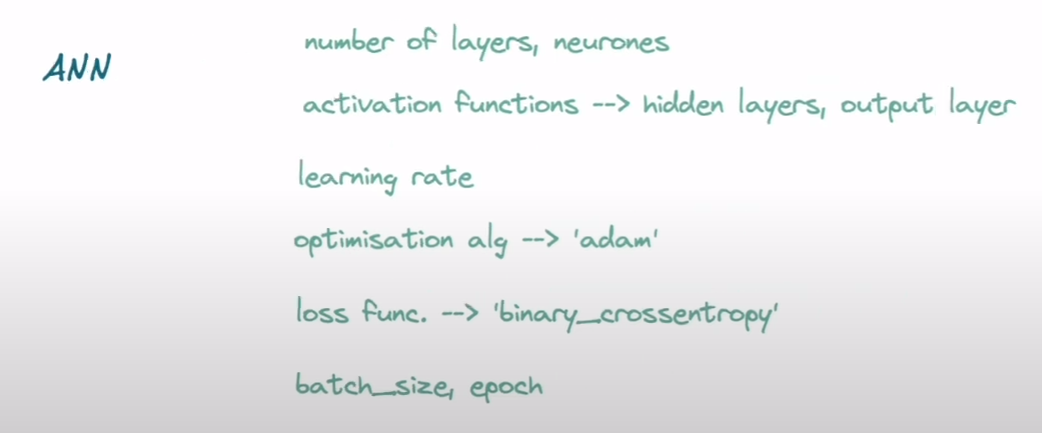 ANN
number of layers, neurones
activation functions --> hidden layers, output layer
learning rate
optimisation alg --> 'adam'
loss func. --> 'binary_crossentropy'
batch_size, epoch